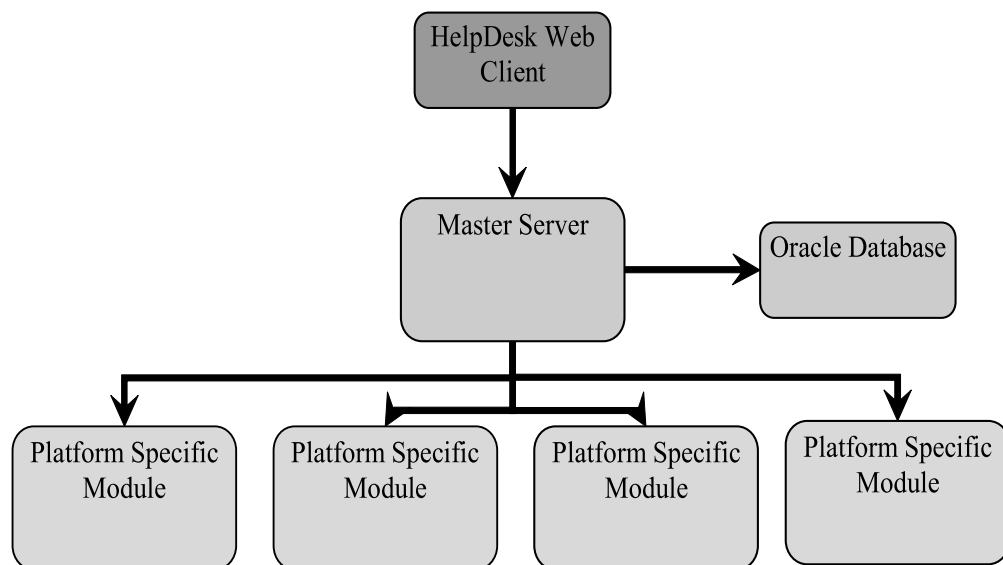 HelpDesk Web
Client
Master Server
Oracle Database
Platform Specific
Module
Platform Specific
Module
Platform Specific
Module
Platform Specific
Module